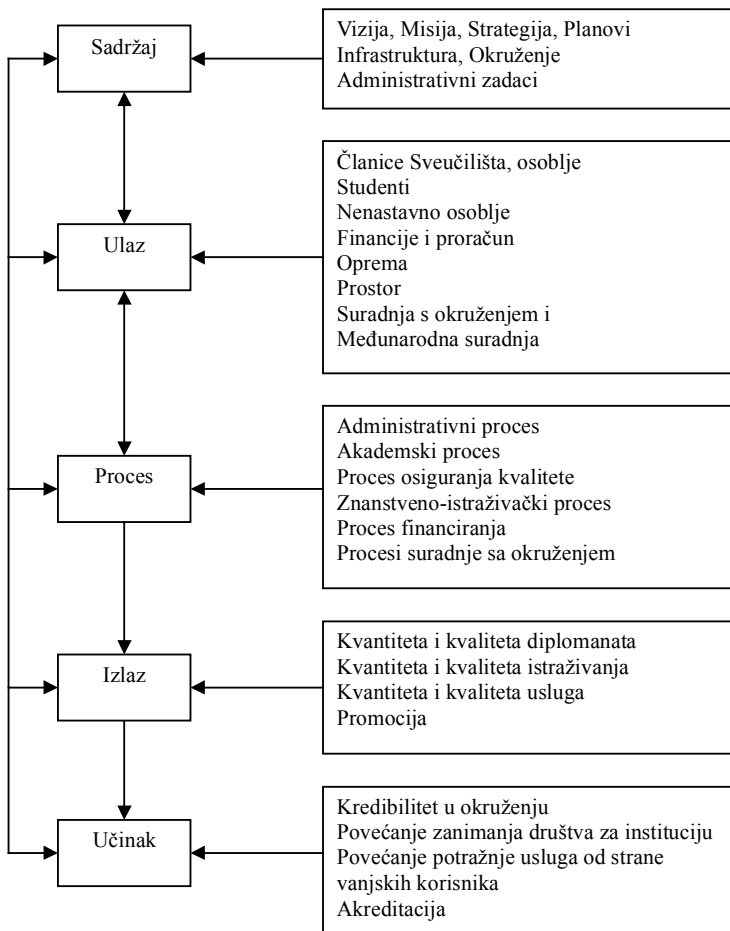 Sadržaj
Vizija, Misija, Strategija, Planovi
Infrastruktura, Okruženje
Administrativni zadaci
Ulaz
Članice Sveučilišta, osoblje
Studenti
Nenastavno osoblje
Financije i proračun
Oprema
Prostor
Suradnja s okruženjem i
Međunarodna suradnja
Proces
Administrativni proces
Akademski proces
Proces osiguranja kvalitete
Znanstveno-istraživački proces
Proces financiranja
Procesi suradnje sa okruženjem
Izlaz
Kvantiteta i kvaliteta diplomanata
Kvantiteta i kvaliteta istraživanja
Kvantiteta i kvaliteta usluga
Promocija
Učinak
Kredibilitet u okruženju
Povećanje zanimanja društva za instituciju
Povećanje potražnje usluga od strane
vanjskih korisnika
Akreditacija